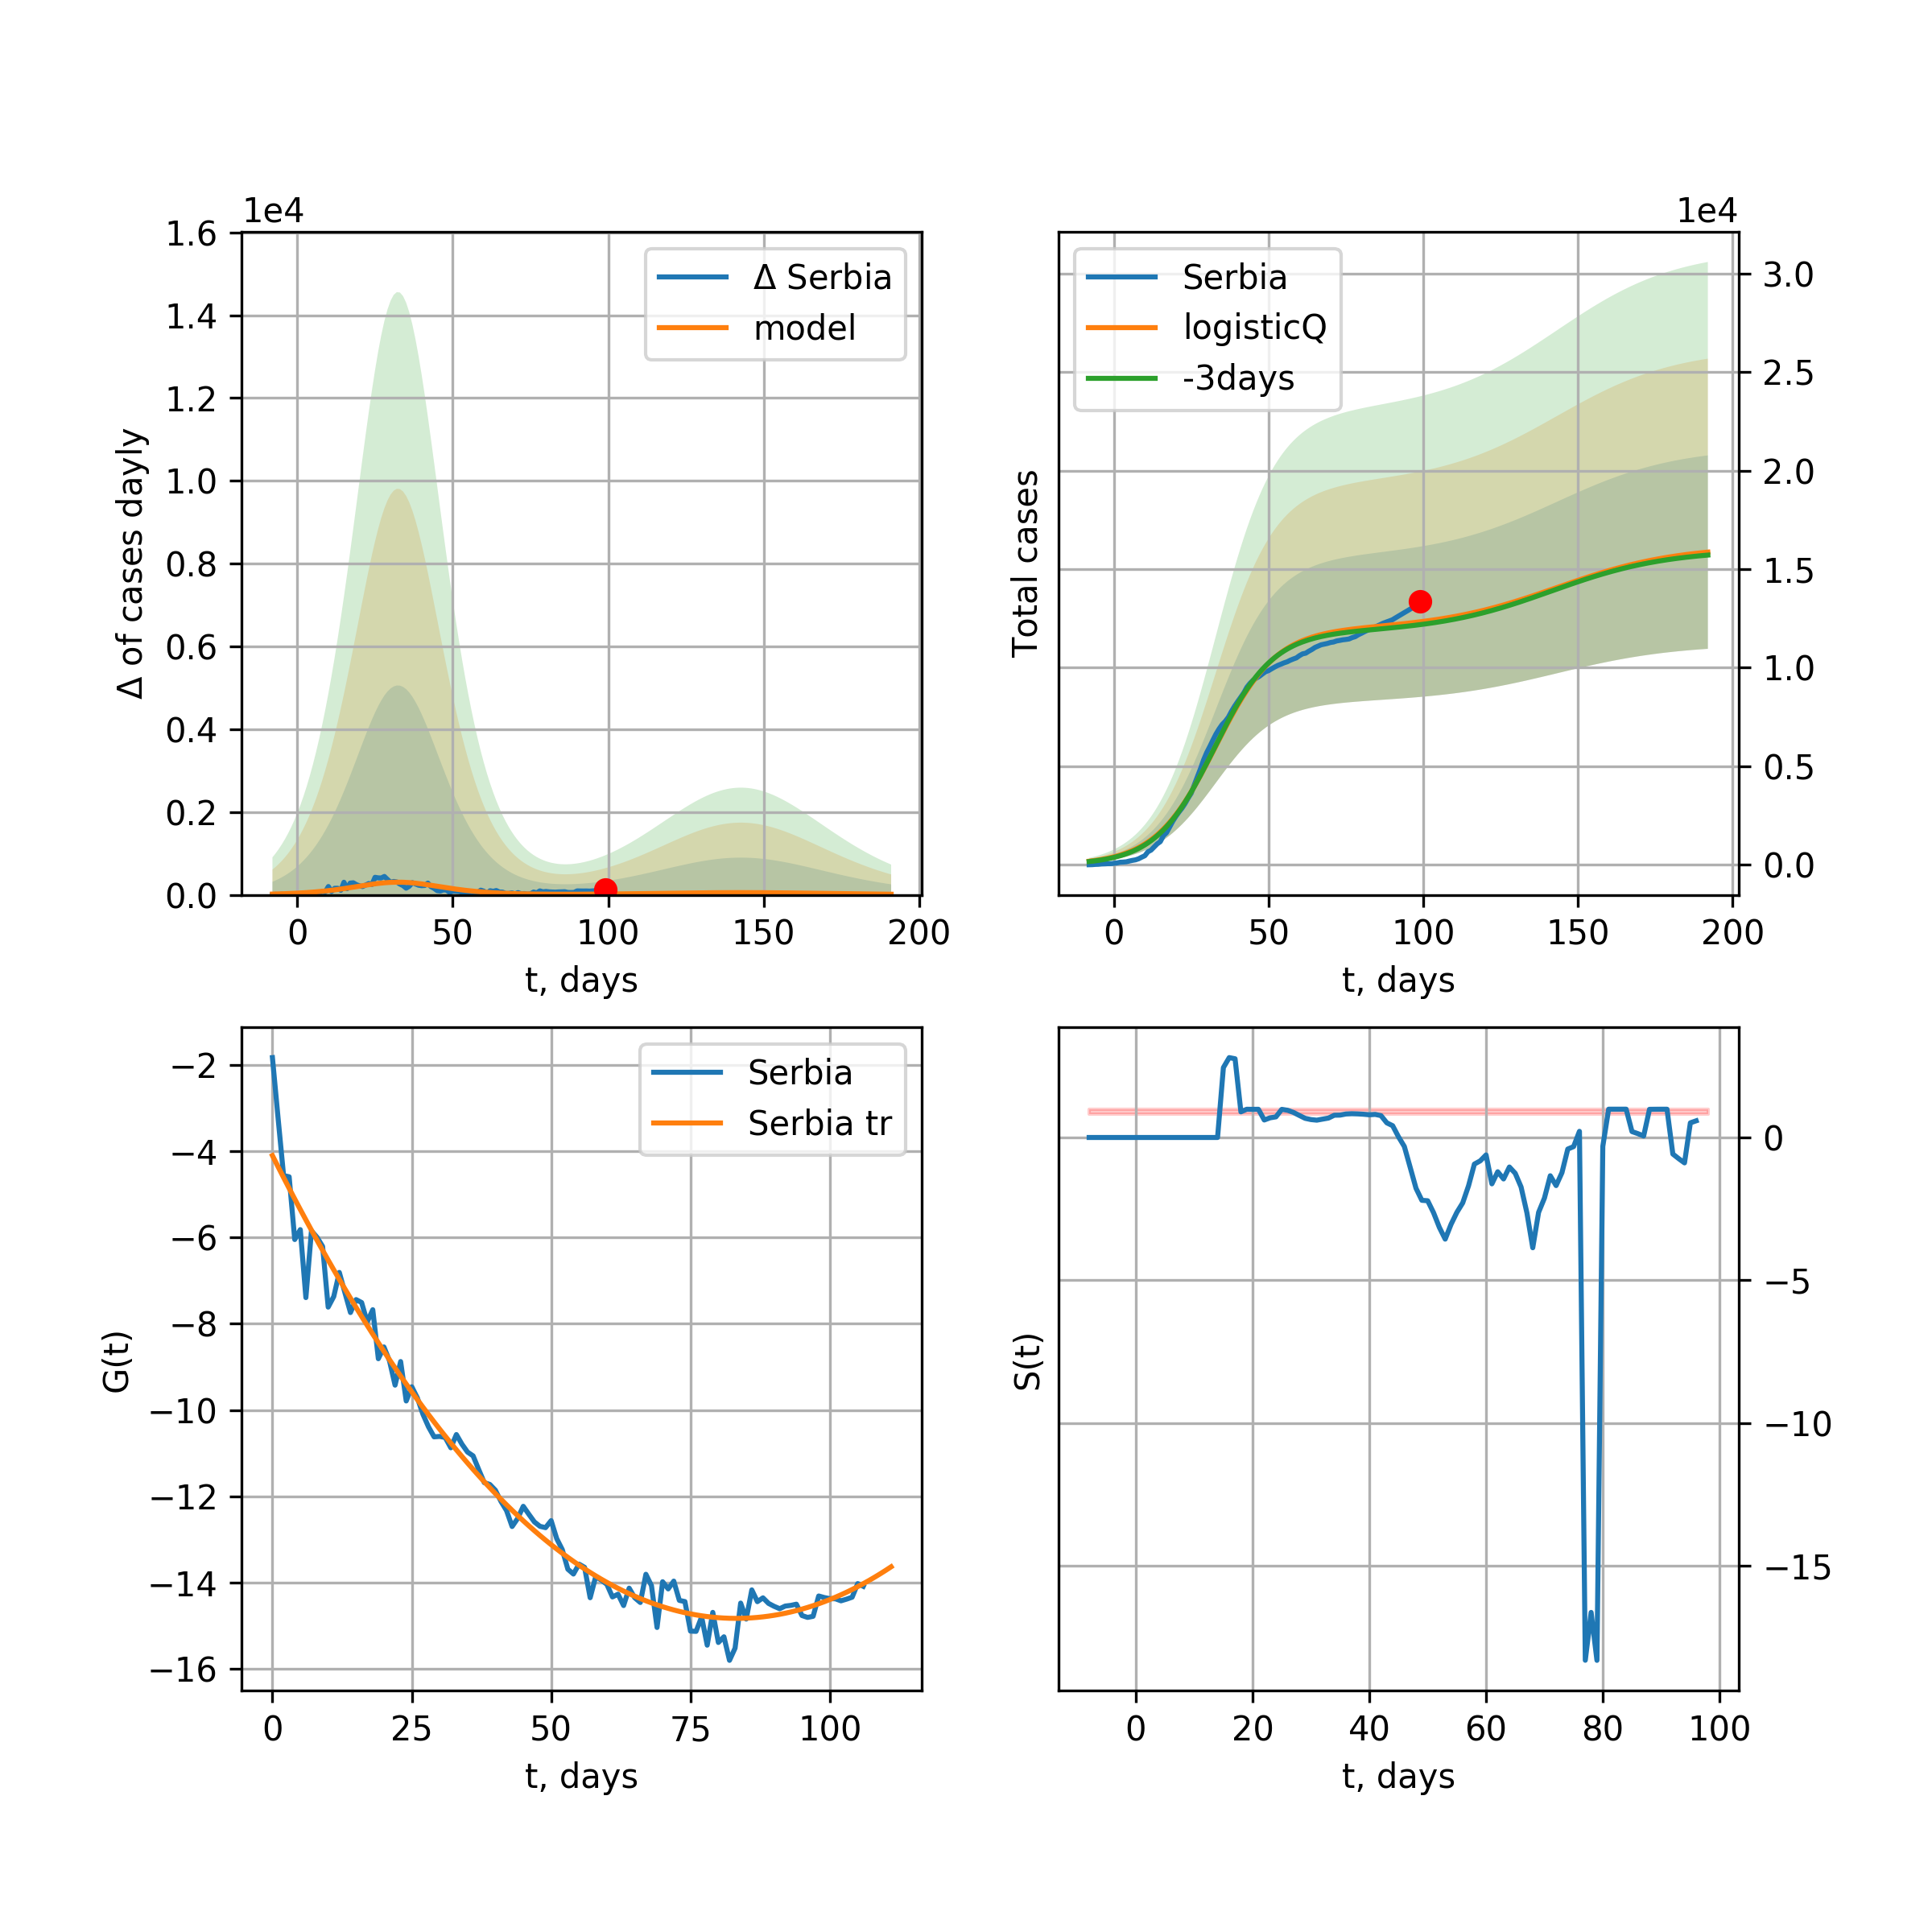 1e4
1.6
1.4
1.2
1.0
0.8
0.6
0.4
0.2
0.0
Δ of cases dayly
Δ Serbia
model
0 50 100 150 200
t, days
1e4
Serbia
logisticQ
-3days
Total cases
3.0
2.5
2.0
1.5
1.0
0.5
0.0
0 50 100 150 200
t, days
Serbia
Serbia tr
−2
−4
−6
−8
−10
−12
−14
−16
G(t)
0 25 50 75 100
t, days
S(t)
0
−5
−10
−15
0 20 40 60 80 100
t, days